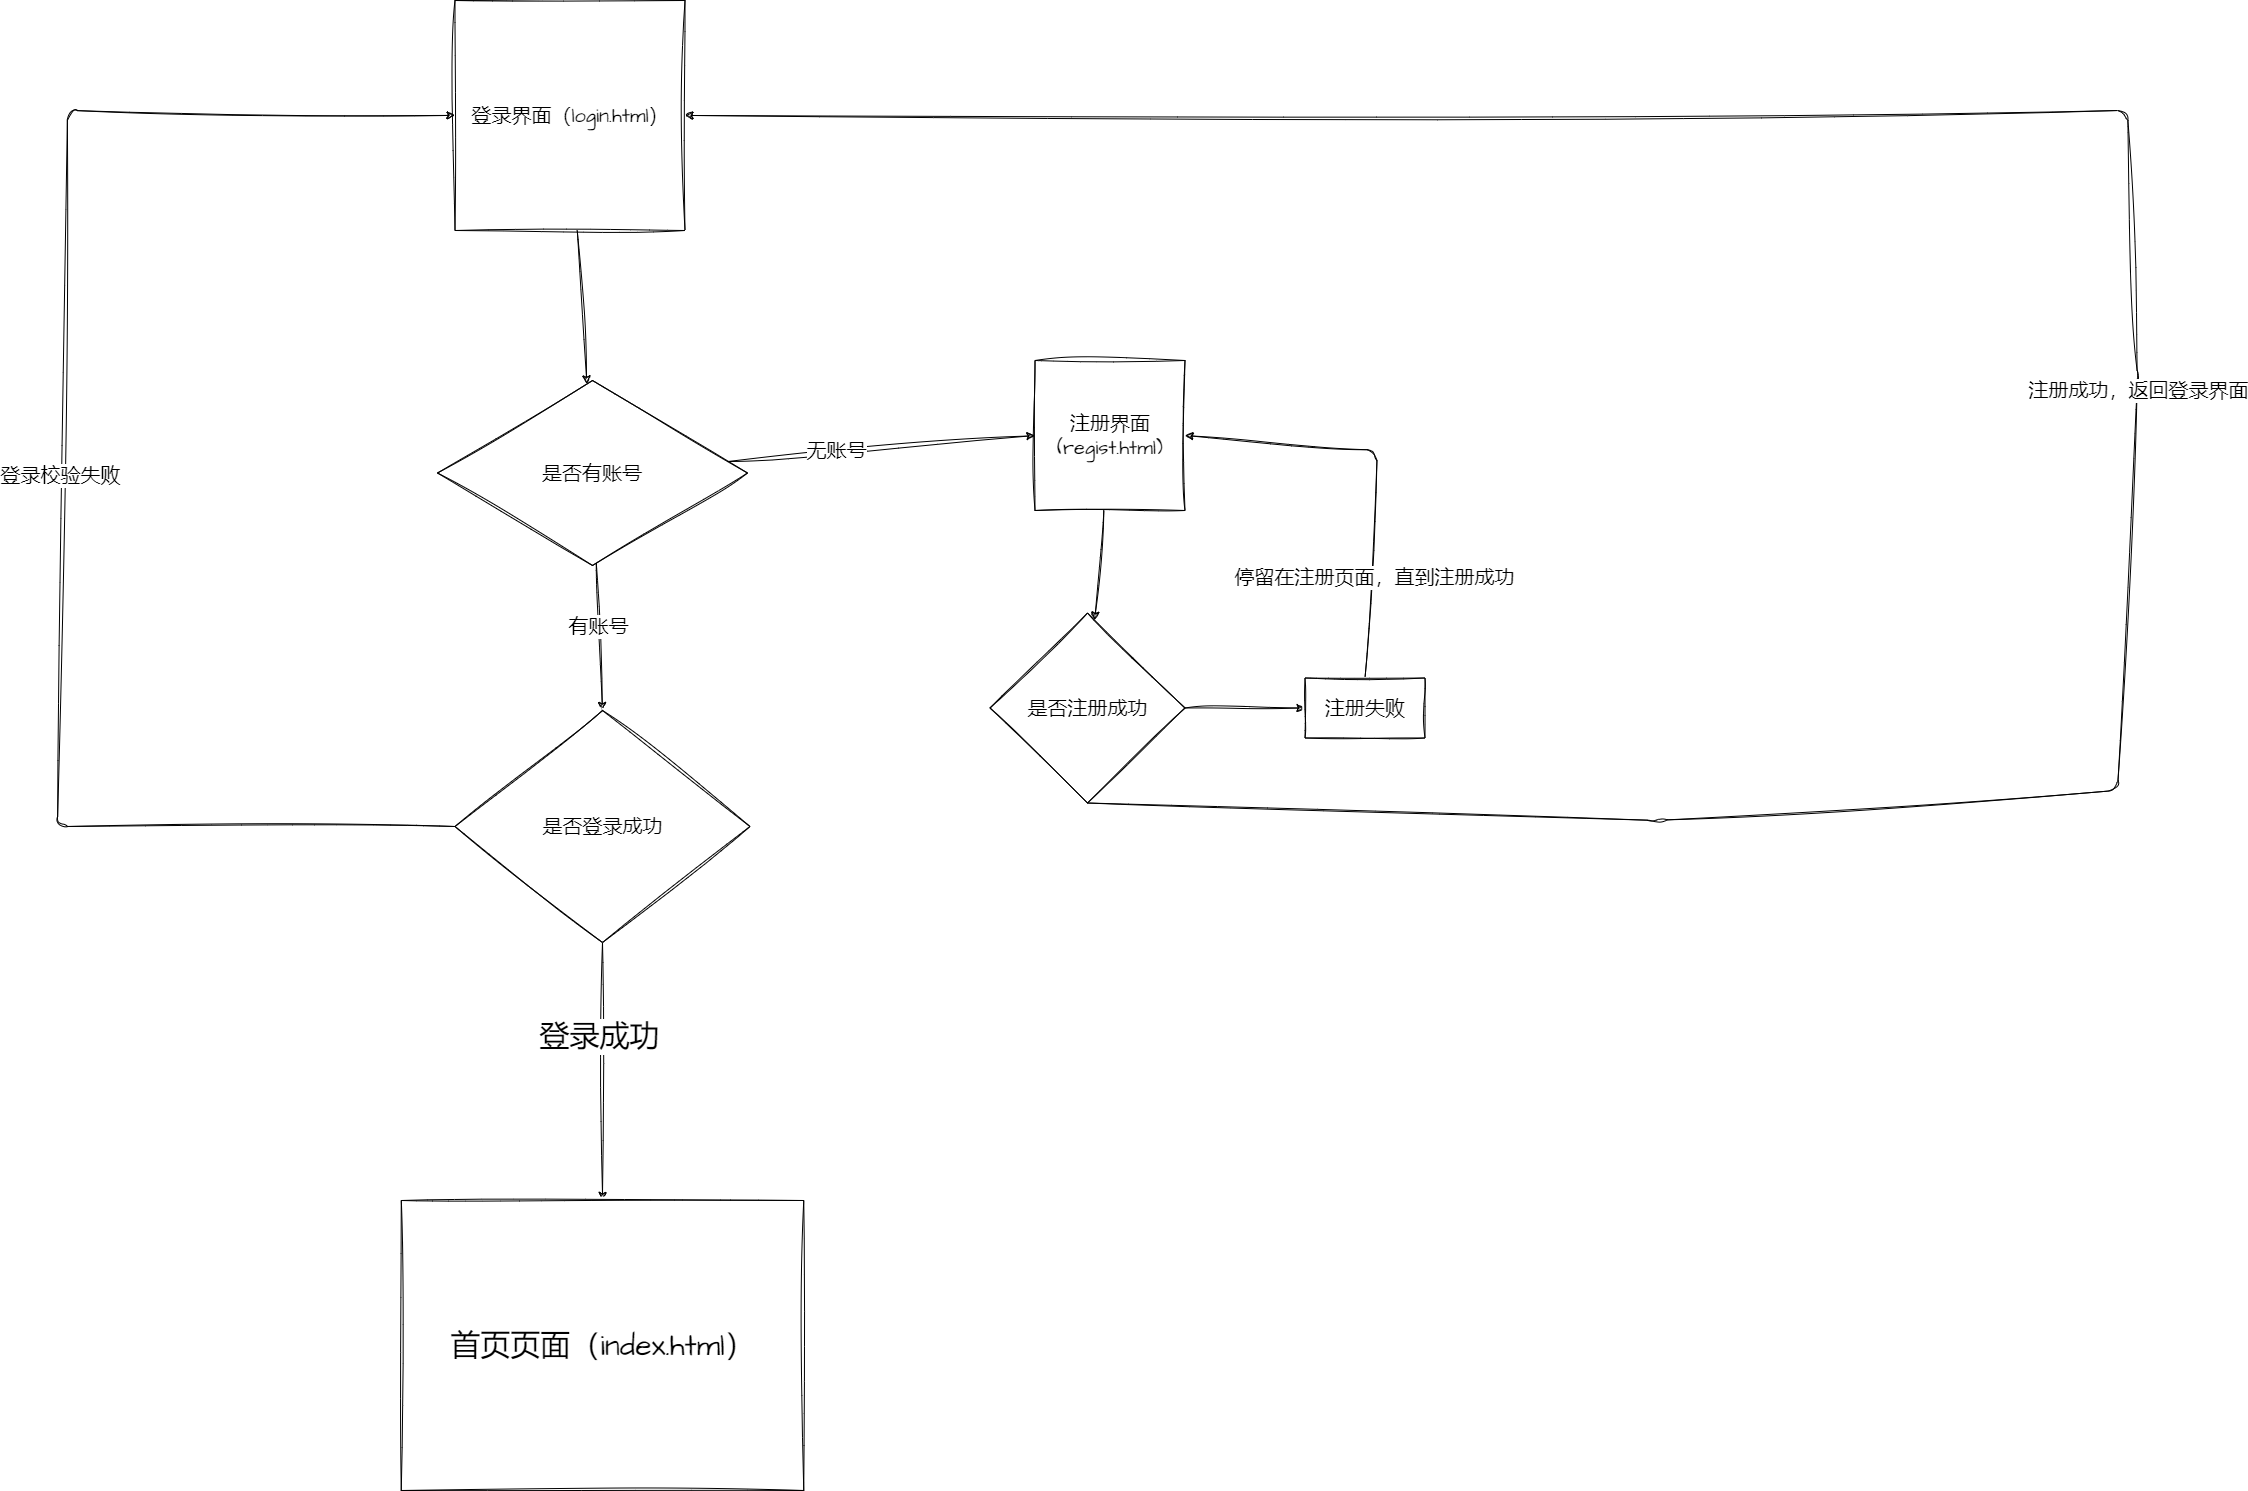 登录界面（login.html）
注册成功，返回登录界面
注册界面
（regist.html）
无账号
是否有账号
登录校验失败
停留在注册页面，直到注册成功
有账号
是否注册成功
注册失败
是否登录成功
登录成功
首页页面（index.html）